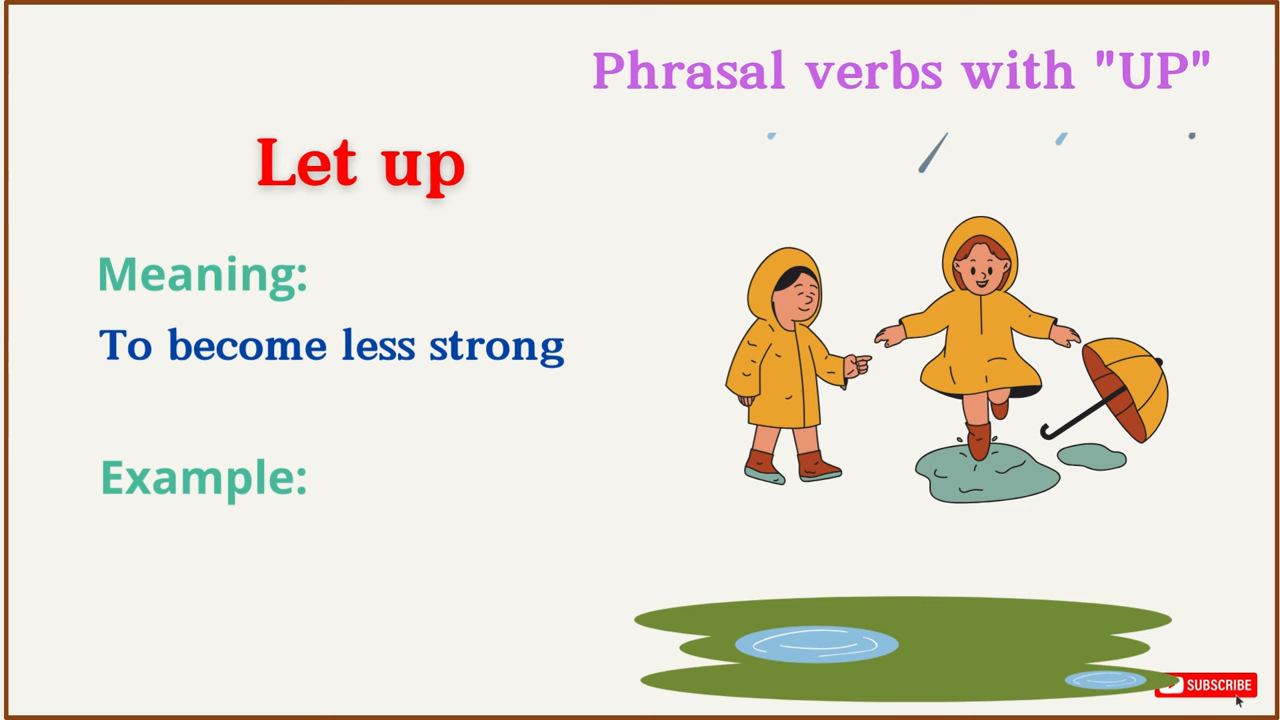 Phrasal verbs with "UP"
Let up
Meaning:
To become less strong
Example:
SUBSCRIBE